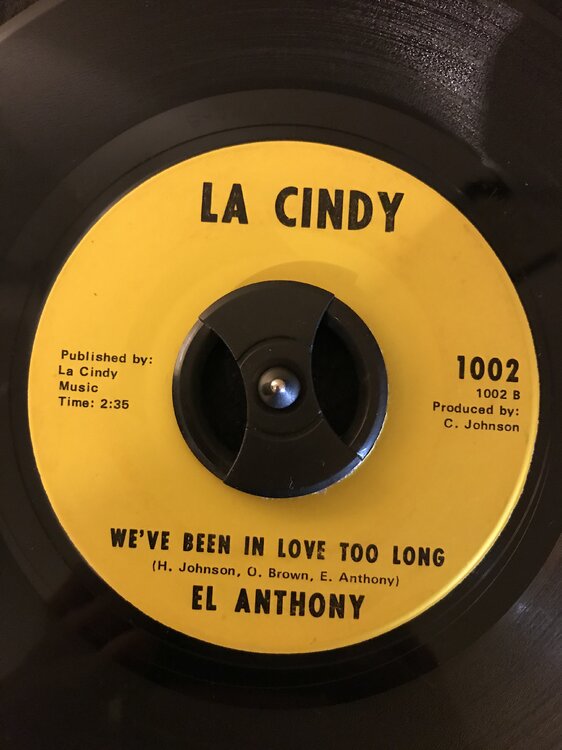 LA CINDY
Published by:
La Cindy
Music
Time: 2:35
1002
1002 B
Produced by:
C. Johnson
WE'VE BEEN IN LOVE TOO LONG
(H. Johnson, O. Brown, E. Anthony)
EL ANTHONY